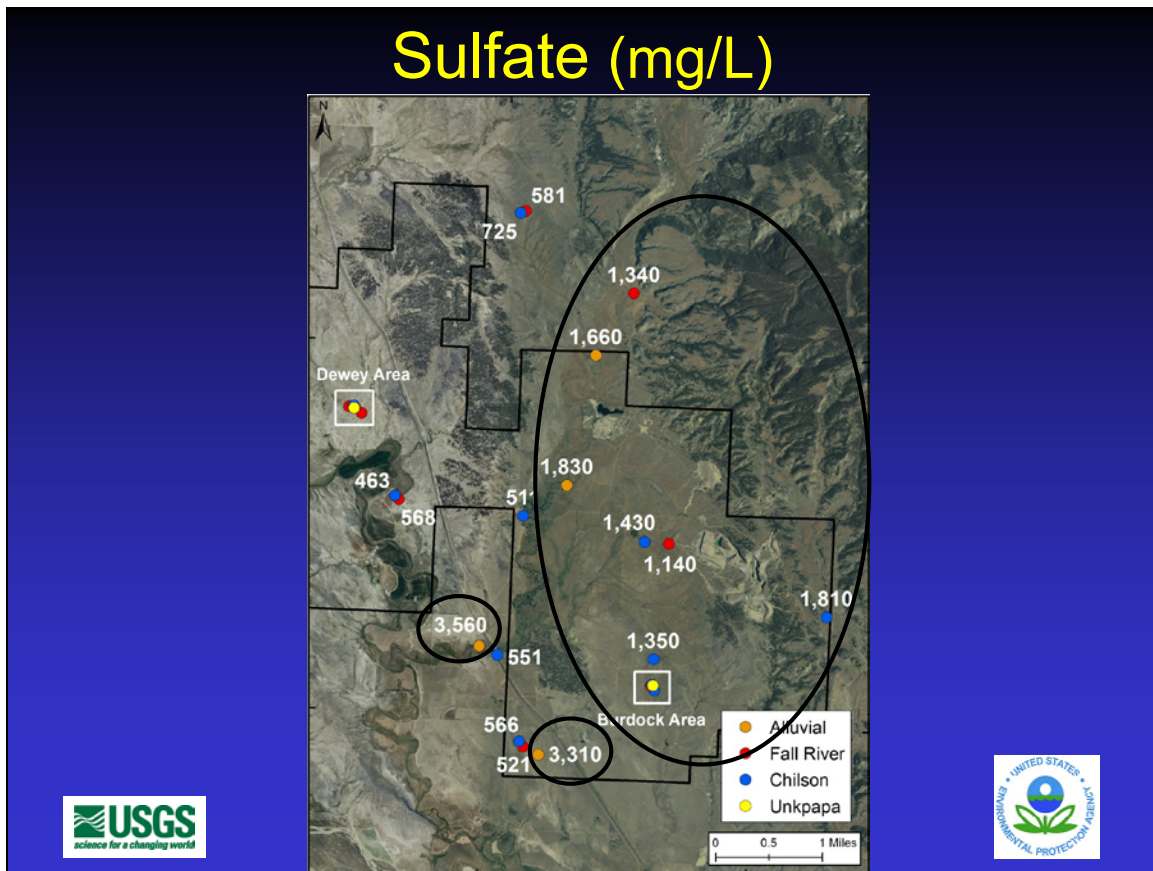 Sulfate (mg/L)
N
581
725
1,340
1,660
Dewey Area
1,830
463
568
1,430
1,140
1,810
3,560
551
1,350
Burdock Area
566
521
3,310
Alluvial
Fall River
Chilson
Unkpapa
0 0.5 1 Miles
USGS
science for a changing world
UNITED STATES
ENVIRONMENTAL PROTECTION AGENCY